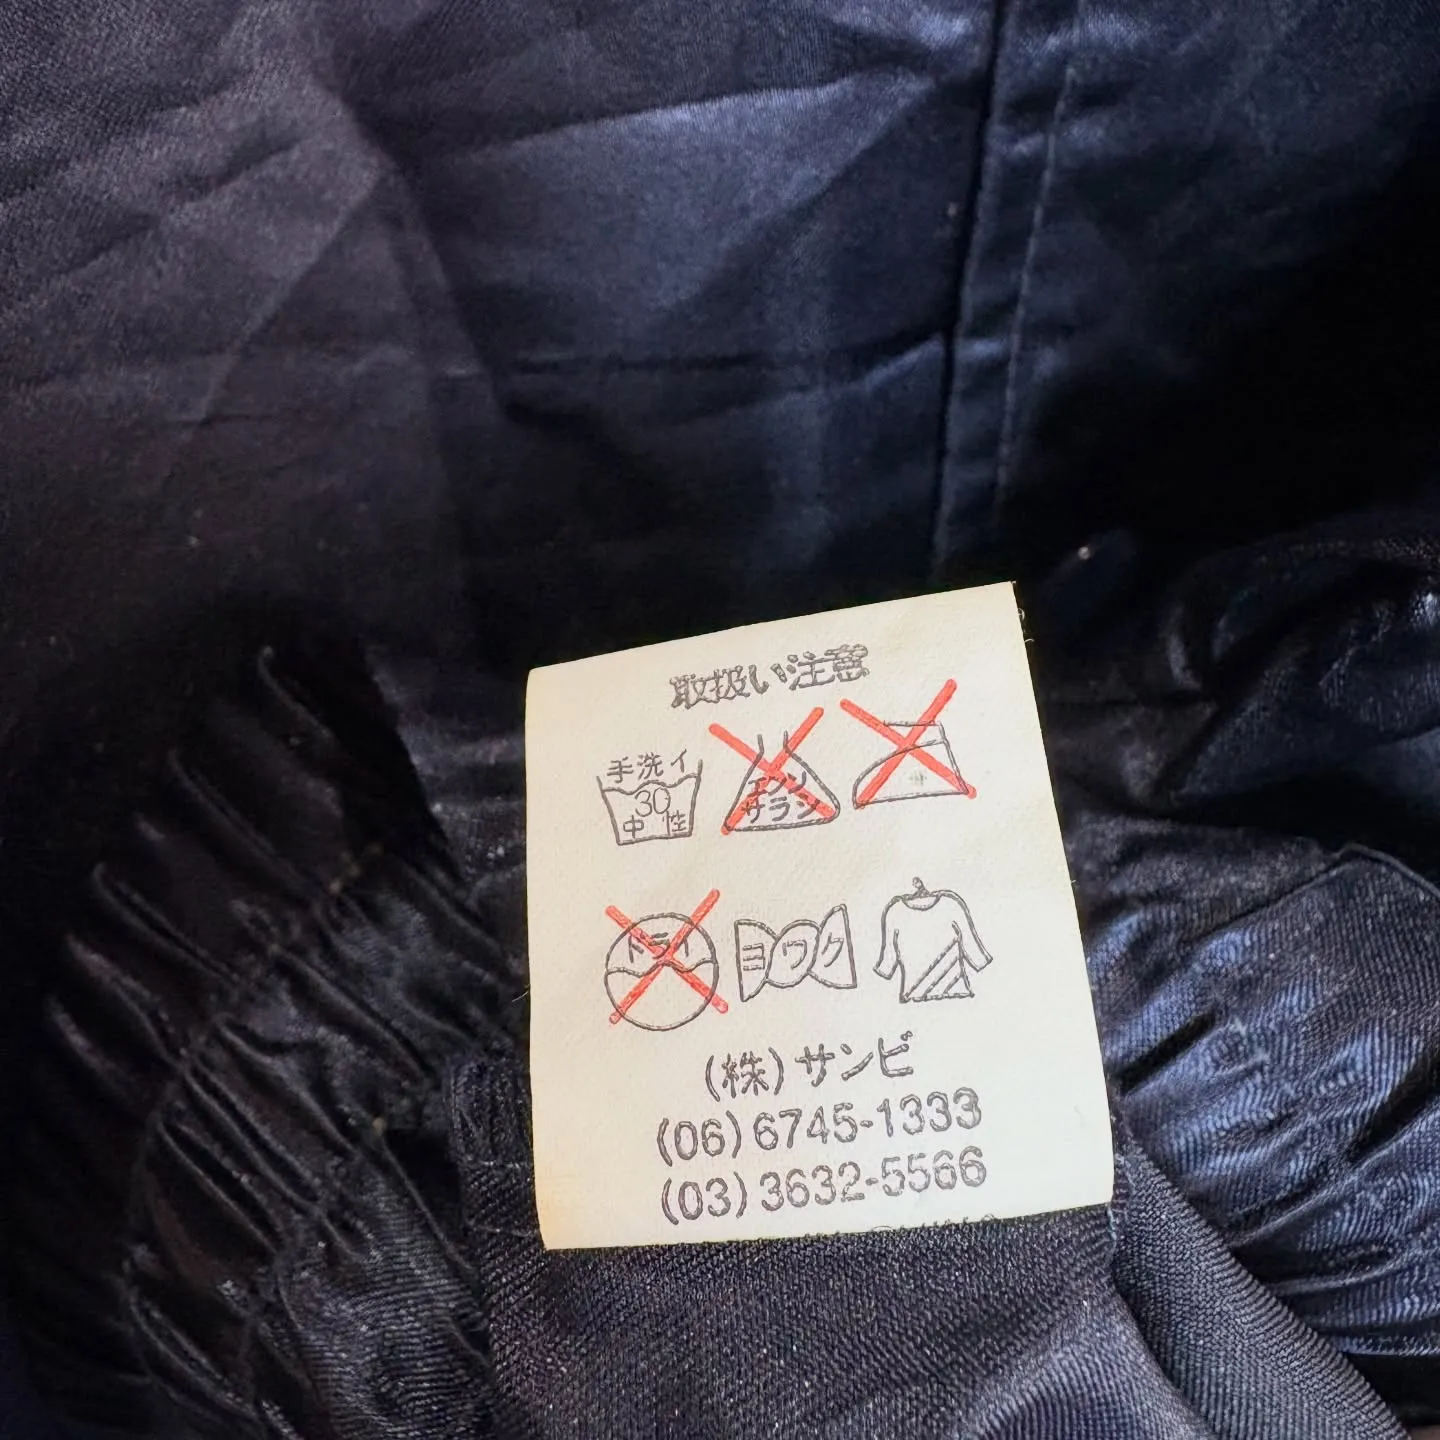 取扱い注意
手洗イ
30
中性
エンソ
サラシ
ドライ
ヨワク
(株)サンビ
(06)6745-1333
(03)3632-5566